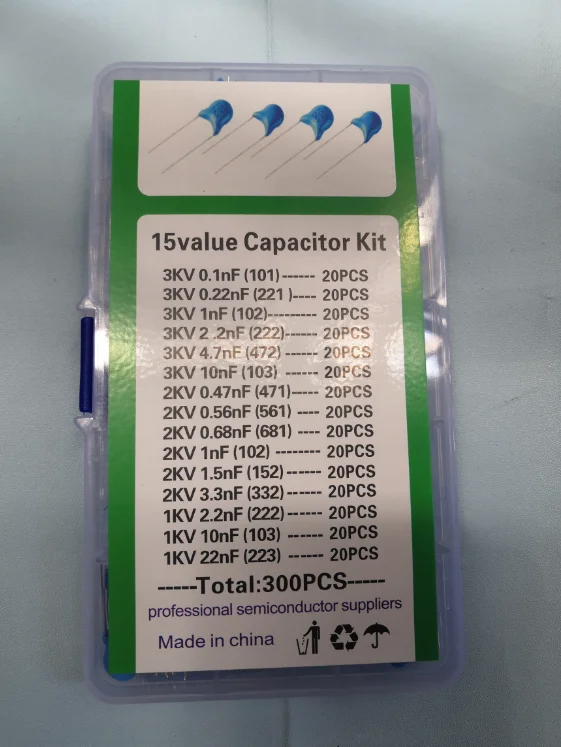 15value Capacitor Kit
3KV 0.1nF (101)------ 20PCS
3KV 0.22nF (221 )---- 20PCS
3KV 1nF (102)--------- 20PCS
3KV 2 .2nF (222)------ 20PCS
3KV 4.7nF (472) ------ 20PCS
3KV 10nF (103) ------ 20PCS
2KV 0.47nF (471)----- 20PCS
2KV 0.56nF (561) ---- 20PCS
2KV 0.68nF (681) ---- 20PCS
2KV 1nF (102) -------- 20PCS
2KV 1.5nF (152) ------ 20PCS
2KV 3.3nF (332) ------ 20PCS
1KV 2.2nF (222) ------ 20PCS
1KV 10nF (103) ------ 20PCS
1KV 22nF (223) ------ 20PCS
-----Total:300PCS-----
professional semiconductor suppliers
Made in china